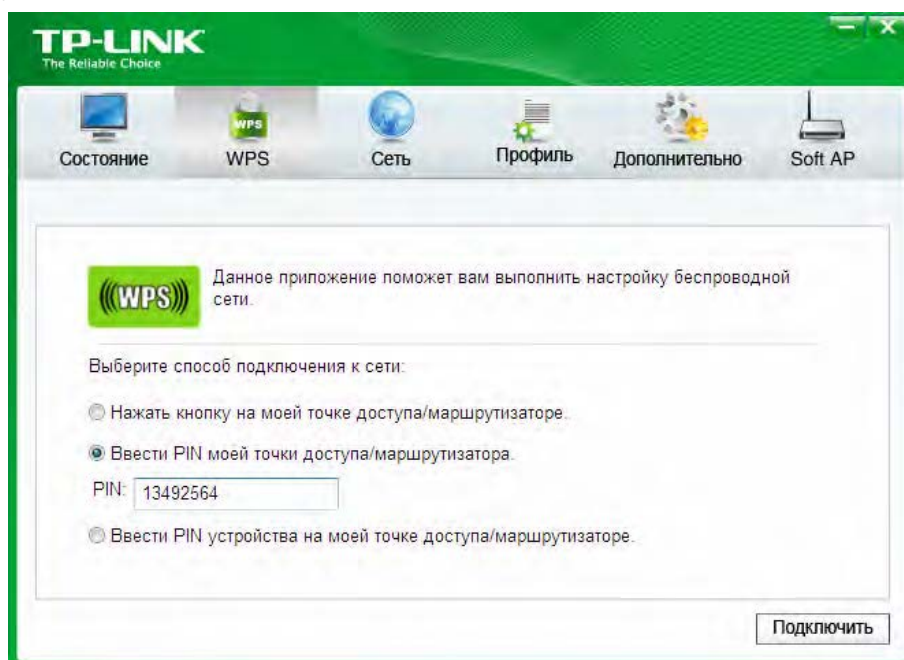 TP-LINK
The Reliable Choice
Состояние
WPS
WPS
Сеть
Профиль
Дополнительно
Soft AP
WPS
Данное приложение поможет вам выполнить настройку беспроводной
сети.
Выберите способ подключения к сети:
Нажать кнопку на моей точке доступа/маршрутизаторе.
Ввести PIN моей точки доступа/маршрутизатора.
PIN: 13492564
Ввести PIN устройства на моей точке доступа/маршрутизаторе.
Подключить